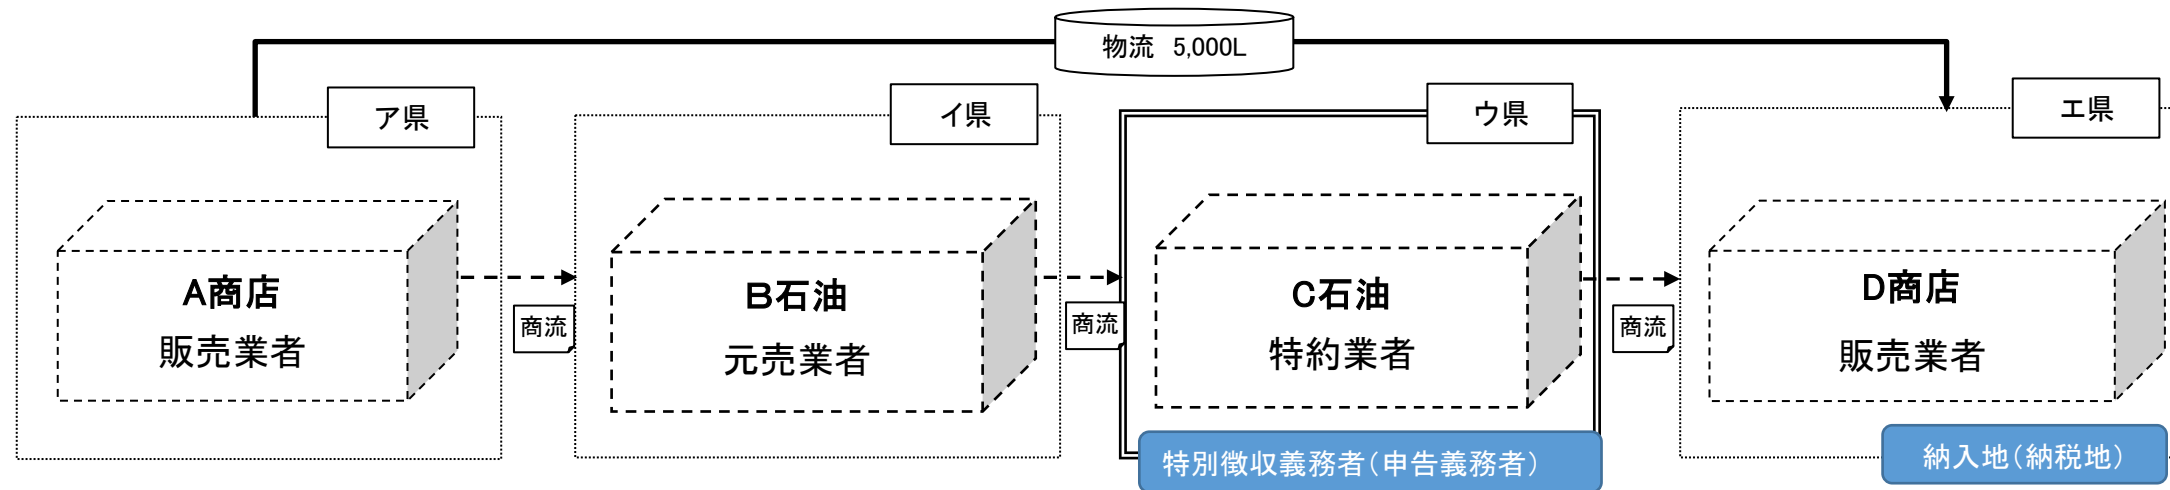 物流　5,000L
ア県
イ県
ウ県
エ県
A商店
販売業者
商流
B石油
元売業者
商流
C石油
特約業者
商流
D商店
販売業者
特別徴収義務者（申告義務者）
納入地（納税地）